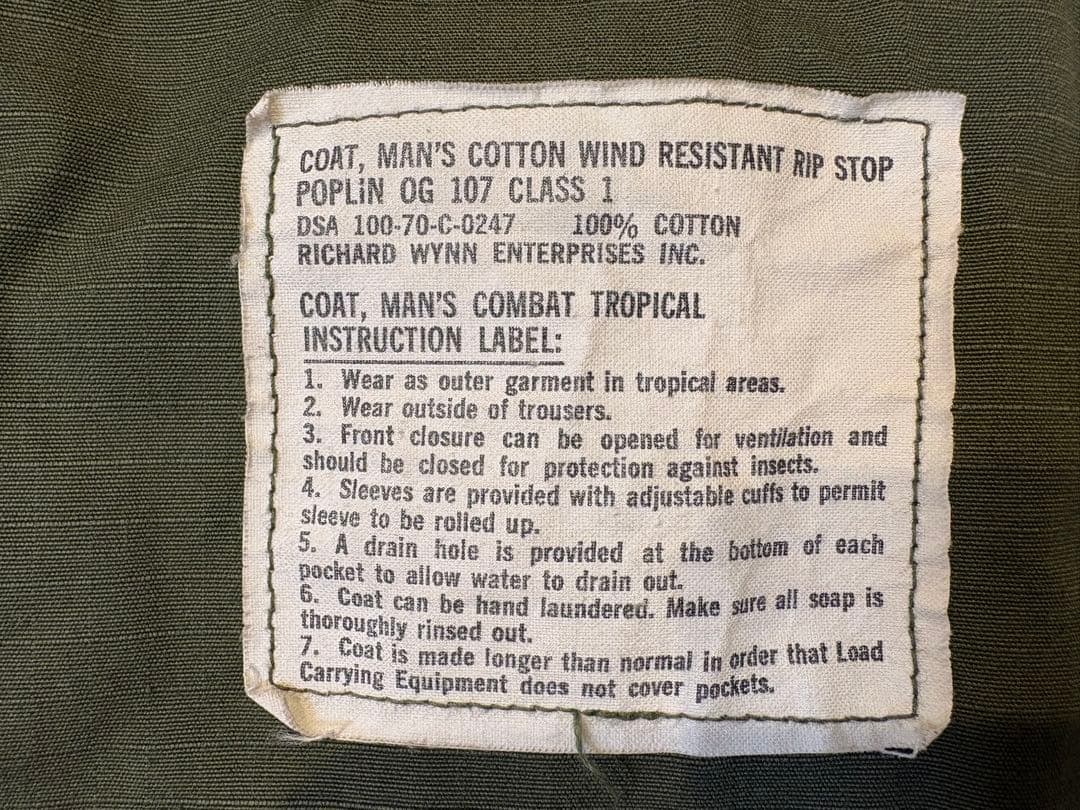 COAT, MAN'S COTTON WIND RESISTANT RIP STOP
POPLIN OG 107 CLASS 1
DSA 100-70-C-0247 100% COTTON
RICHARD WYNN ENTERPRISES INC.
COAT, MAN'S COMBAT TROPICAL
INSTRUCTION LABEL:
1. Wear as outer garment in tropical areas.
2. Wear outside of trousers.
3. Front closure can be opened for ventilation and
should be closed for protection against insects.
4. Sleeves are provided with adjustable cuffs to permit
sleeve to be rolled up.
5. A drain hole is provided at the bottom of each
pocket to allow water to drain out.
6. Coat can be hand laundered. Make sure all soap is
thoroughly rinsed out.
7. Coat is made longer than normal in order that Load
Carrying Equipment does not cover pockets.